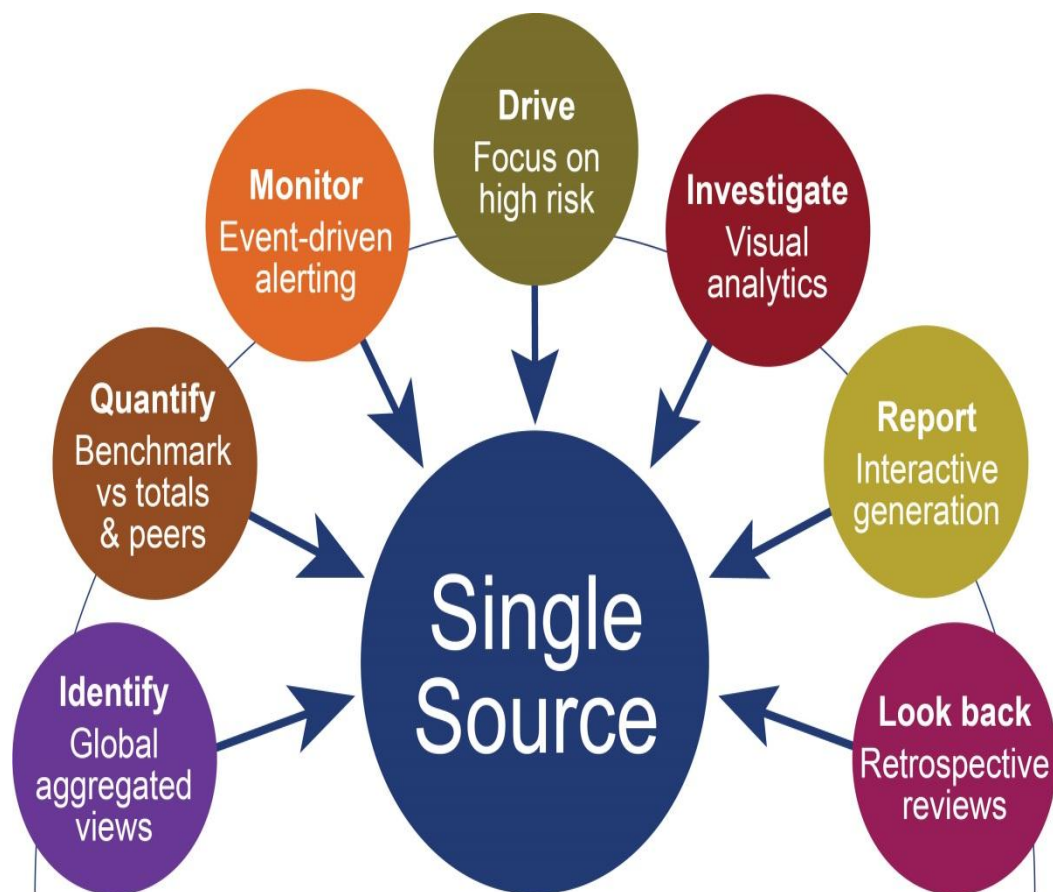 Drive
Focus on
high risk
Monitor
Event-driven
alerting
Investigate
Visual
analytics
Quantify
Benchmark
vs totals
& peers
Report
Interactive
generation
Identify
Global
aggregated
views
Single
Source
Look back
Retrospective
reviews